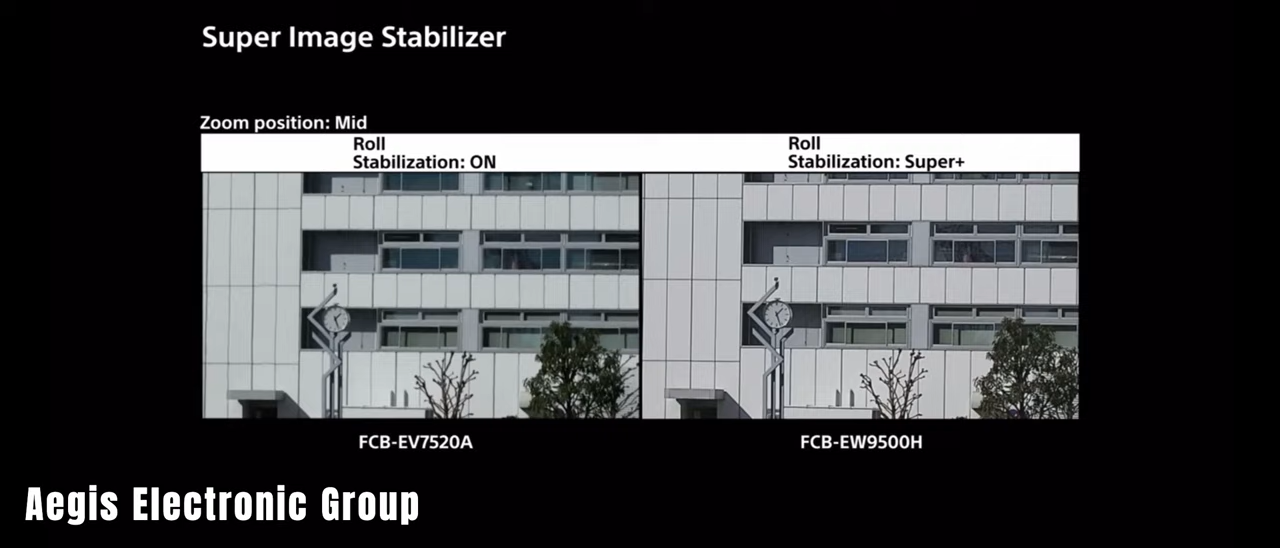 Super Image Stabilizer
Zoom position: Mid
Roll
Stabilization: ON
Roll
Stabilization: Super+
FCB-EV7520A
FCB-EW9500H
Aegis Electronic Group